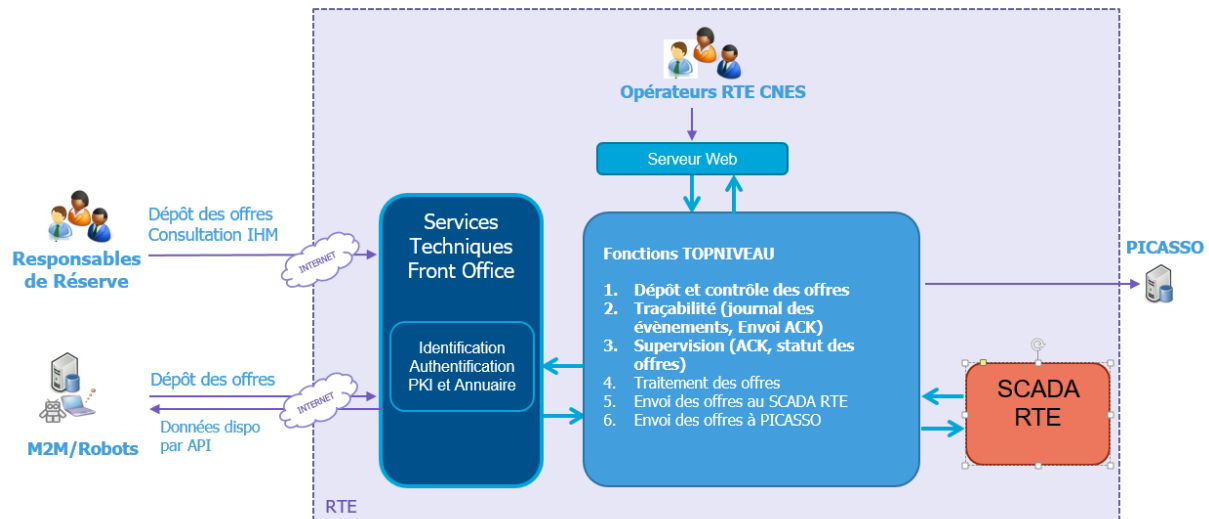 Opérateurs RTE CNES
Serveur Web
Responsables
de Réserve
Dépôt des offres
Consultation IHM
INTERNET
Services
Techniques
Front Office
Identification
Authentification
PKI et Annuaire
Fonctions TOPNIVEAU
1. Dépôt et contrôle des offres
2. Traçabilité (journal des
évènements, Envoi ACK)
3. Supervision (ACK, statut des
offres)
4. Traitement des offres
5. Envoi des offres au SCADA RTE
6. Envoi des offres à PICASSO
PICASSO
SCADA
RTE
M2M/Robots
Dépôt des offres
Données dispo
par API
INTERNET
RTE